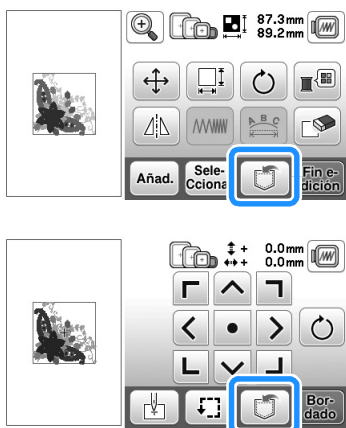 87.3mm
89.2mm
A B C
Añad.
Sele-
Cciona
Fin e-
dición
+ 0.0mm
+ 0.0mm
Bor-
dado